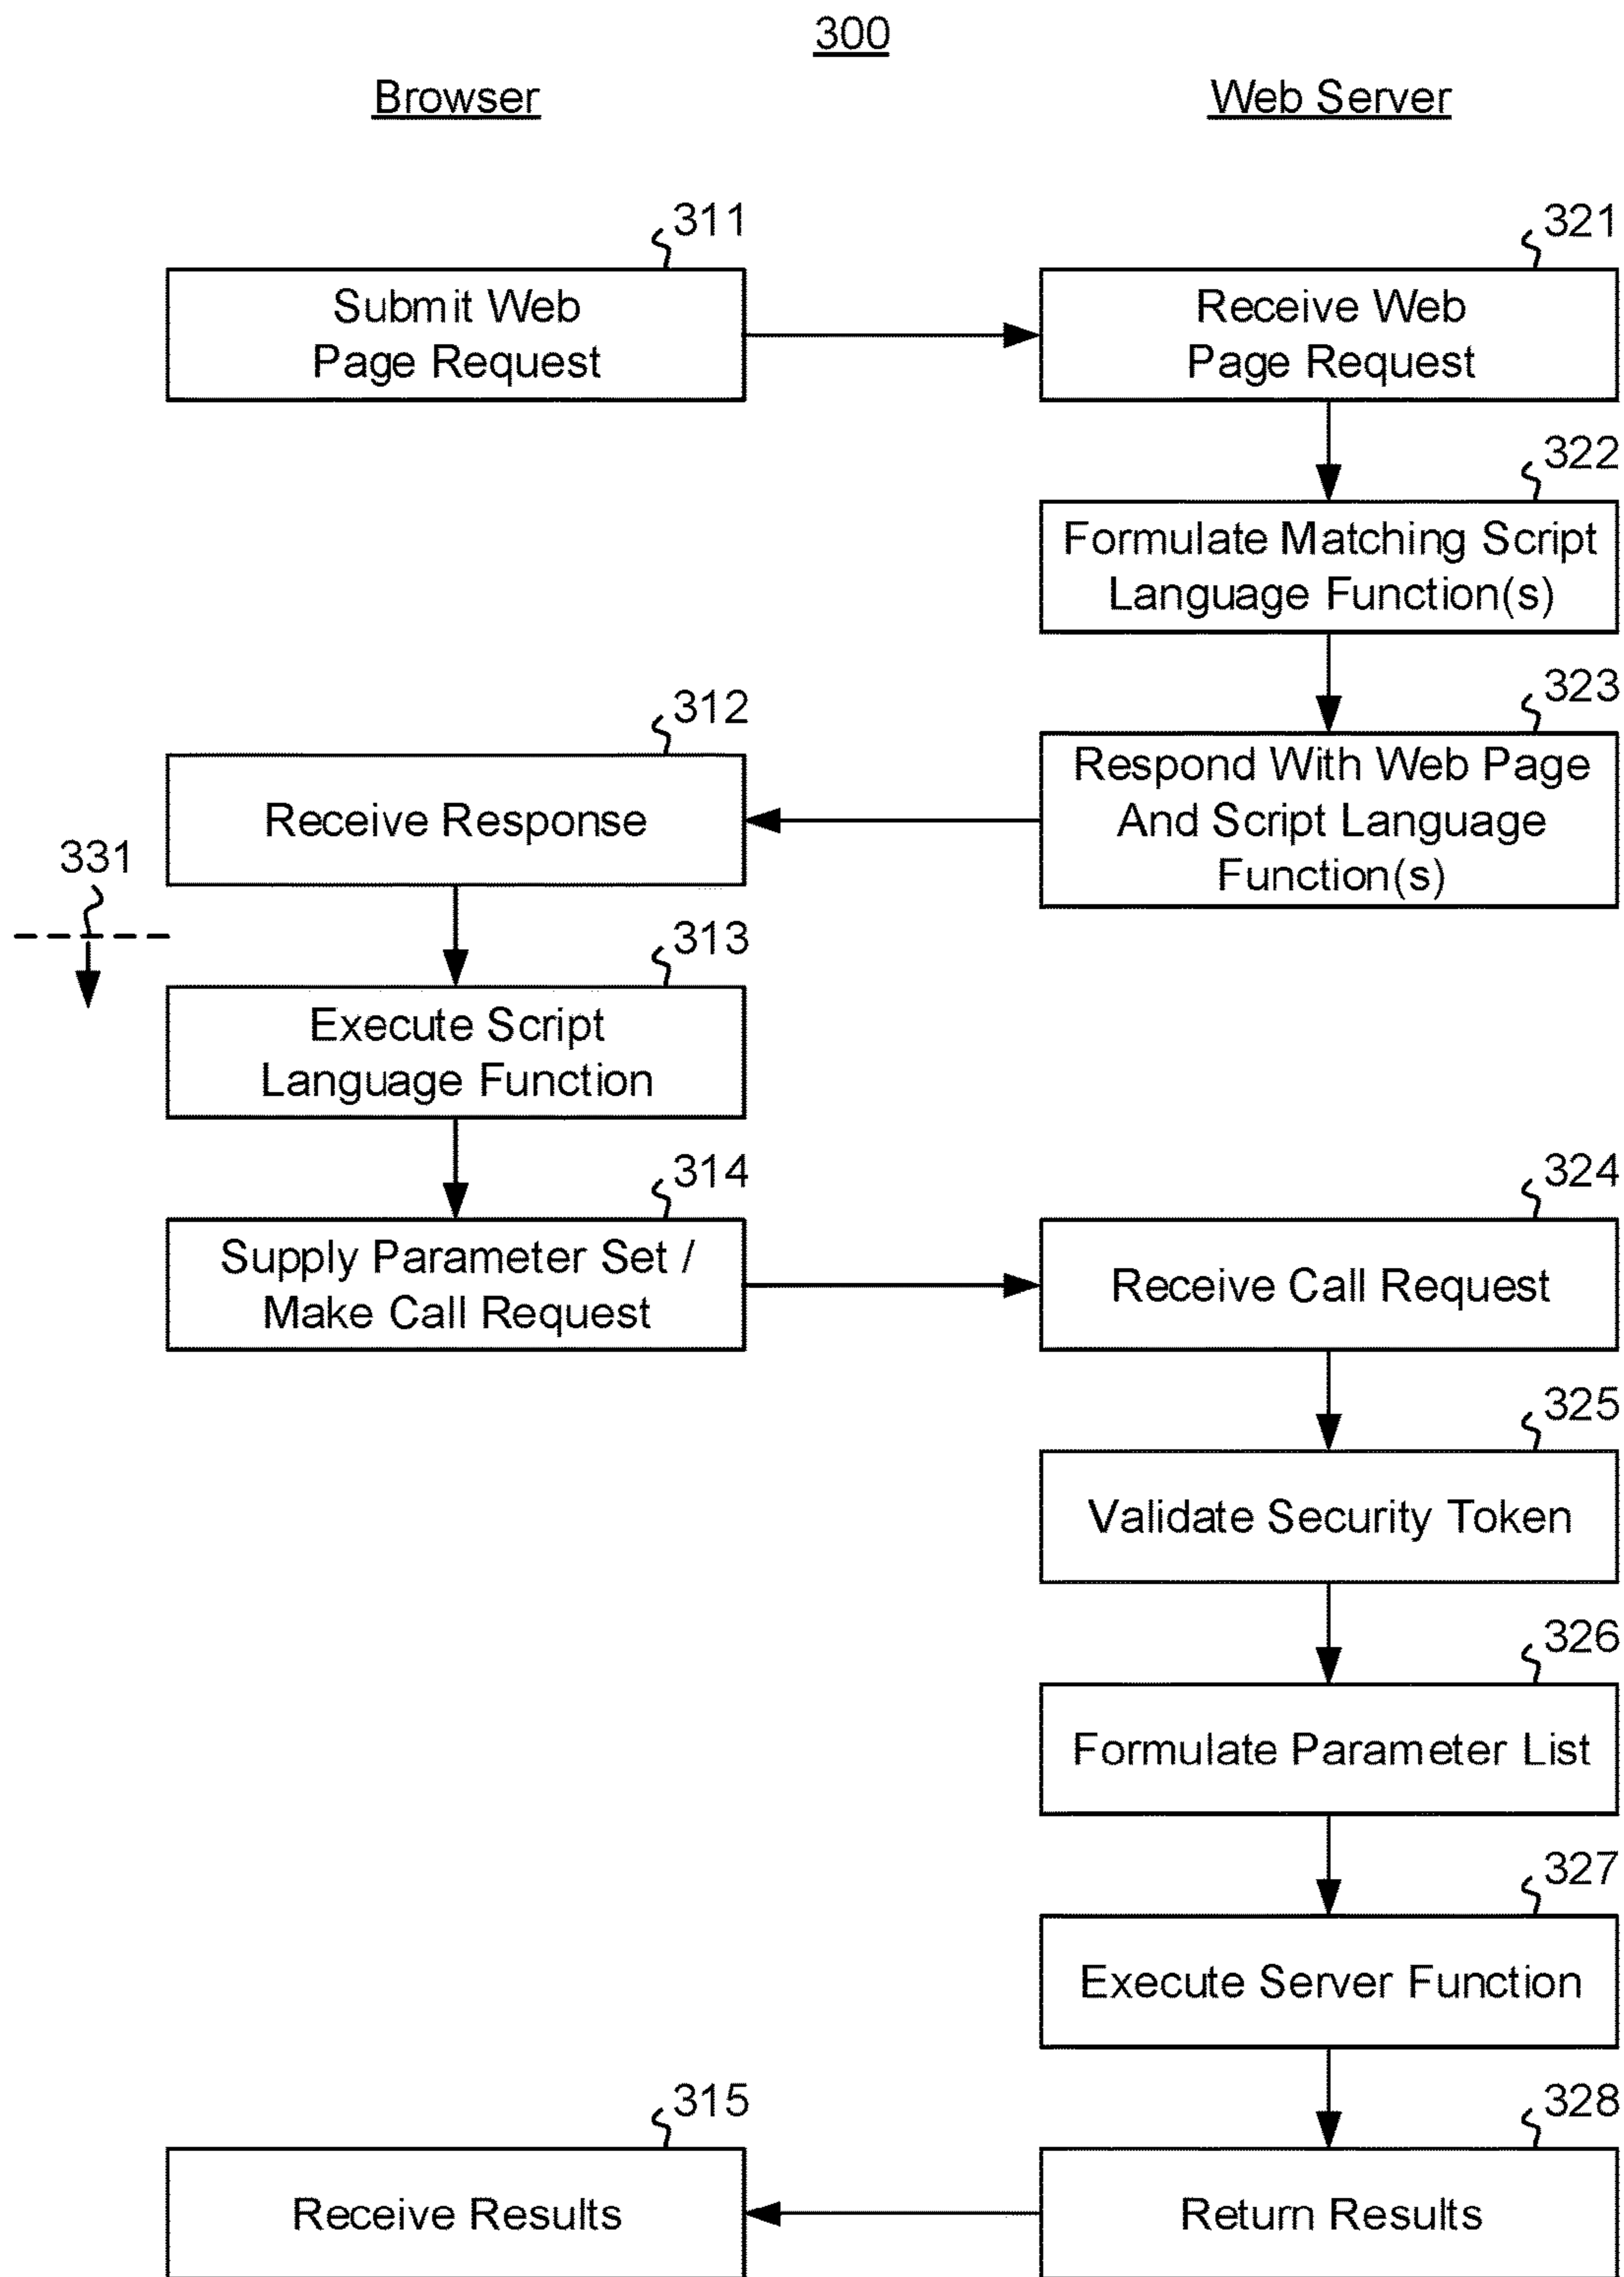 300
Browser
Web Server
311
321
Submit Web
Page Request
Receive Web
Page Request
322
Formulate Matching Script
Language Function(s)
312
323
Receive Response
Respond With Web Page
And Script Language
Function(s)
331
313
Execute Script
Language Function
314
324
Supply Parameter Set /
Make Call Request
Receive Call Request
325
Validate Security Token
326
Formulate Parameter List
327
Execute Server Function
315
328
Receive Results
Return Results